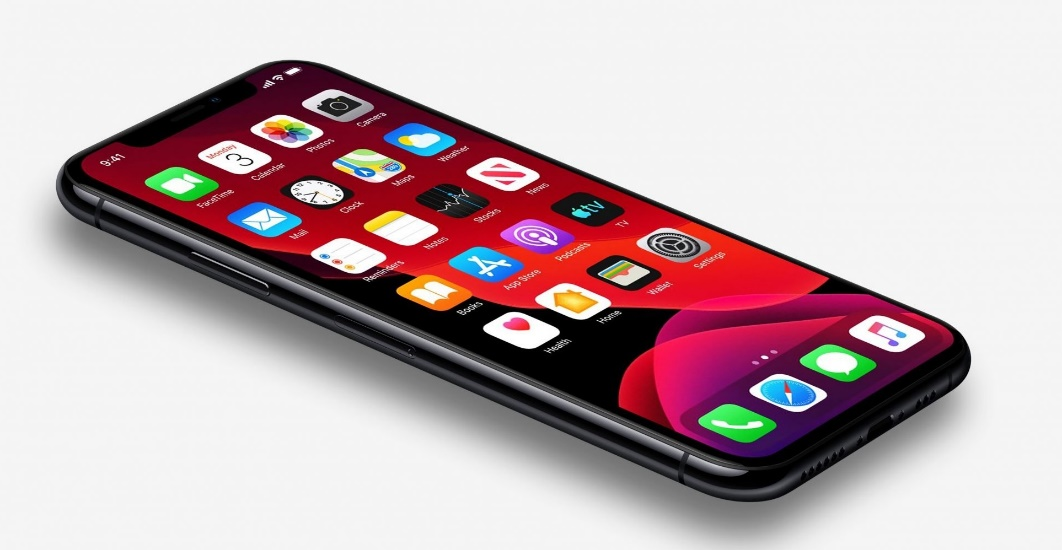 9:41
FaceTime
Monday
3
Calendar
Photos
Camera
Mail
Clock
Maps
Weather
Reminders
Notes
Stocks
News
Books
App Store
Podcasts
tv
TV
Health
Home
Wallet
Settings